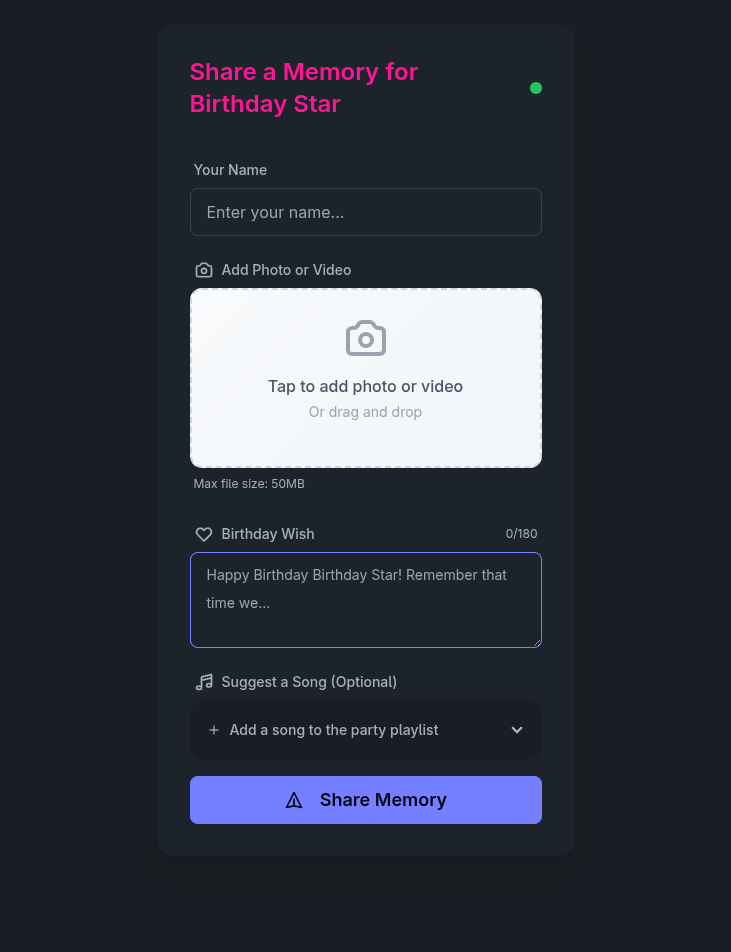 Share a Memory for
Birthday Star
Your Name
Enter your name...
Add Photo or Video
Tap to add photo or video
Or drag and drop
Max file size: 50MB
Birthday Wish 0/180
Happy Birthday Birthday Star! Remember that
time we...
Suggest a Song (Optional)
Add a song to the party playlist
Share Memory